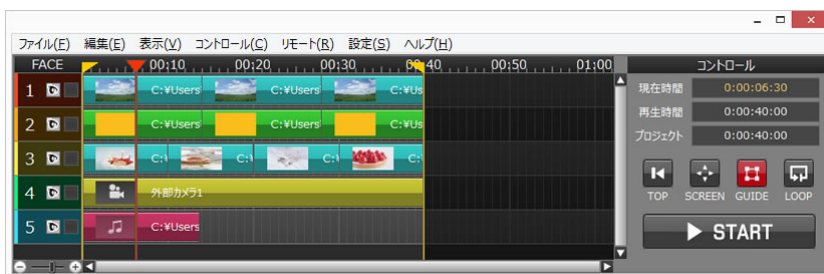 ファイル(F) 編集(E) 表示(V) コントロール(C) リモート(R) 設定(S) ヘルプ(H)
FACE 00:10 00:20 00:30 00:40 00:50 01:00
コントロール
1 C:¥Users C:¥Users C:¥Us
現在時間 0:00:06:30
2 C:¥Users C:¥Users C:¥Us
再生時間 0:00:40:00
プロジェクト 0:00:40:00
3 C:¥ C:¥ C:¥ C:
4 外部カメラ1
TOP SCREEN GUIDE LOOP
5 C:¥Users
START